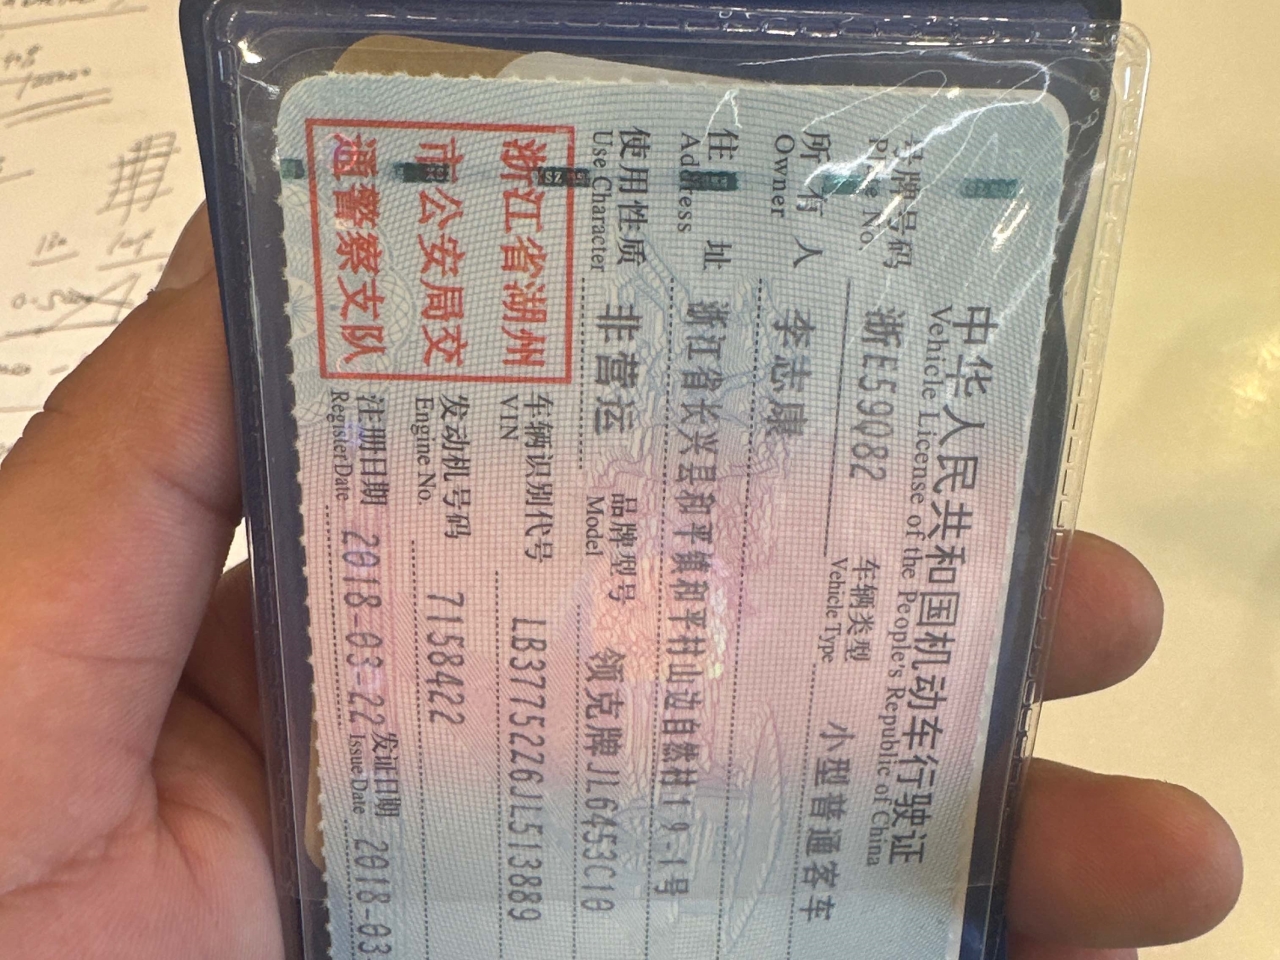 中华人民共和国机动车行驶证
Vehicle License of the People's Republic of China
号牌号码 浙E59Q82 车辆类型 小型普通客车
Plate No. Vehicle Type
所有人 李志康
Owner
住址 浙江省长兴县和平镇和平村山边自然村19-1号
Address
使用性质 非营运 品牌型号 领克牌JL6453C10
Use Character Model
浙江省湖州
市公安局交
通警察支队
车辆识别代号 LB3775226JL513889
VIN
发动机号码 7158422
Engine No.
注册日期 2018-03-22 发证日期 2018-03
Register Date Issue Date